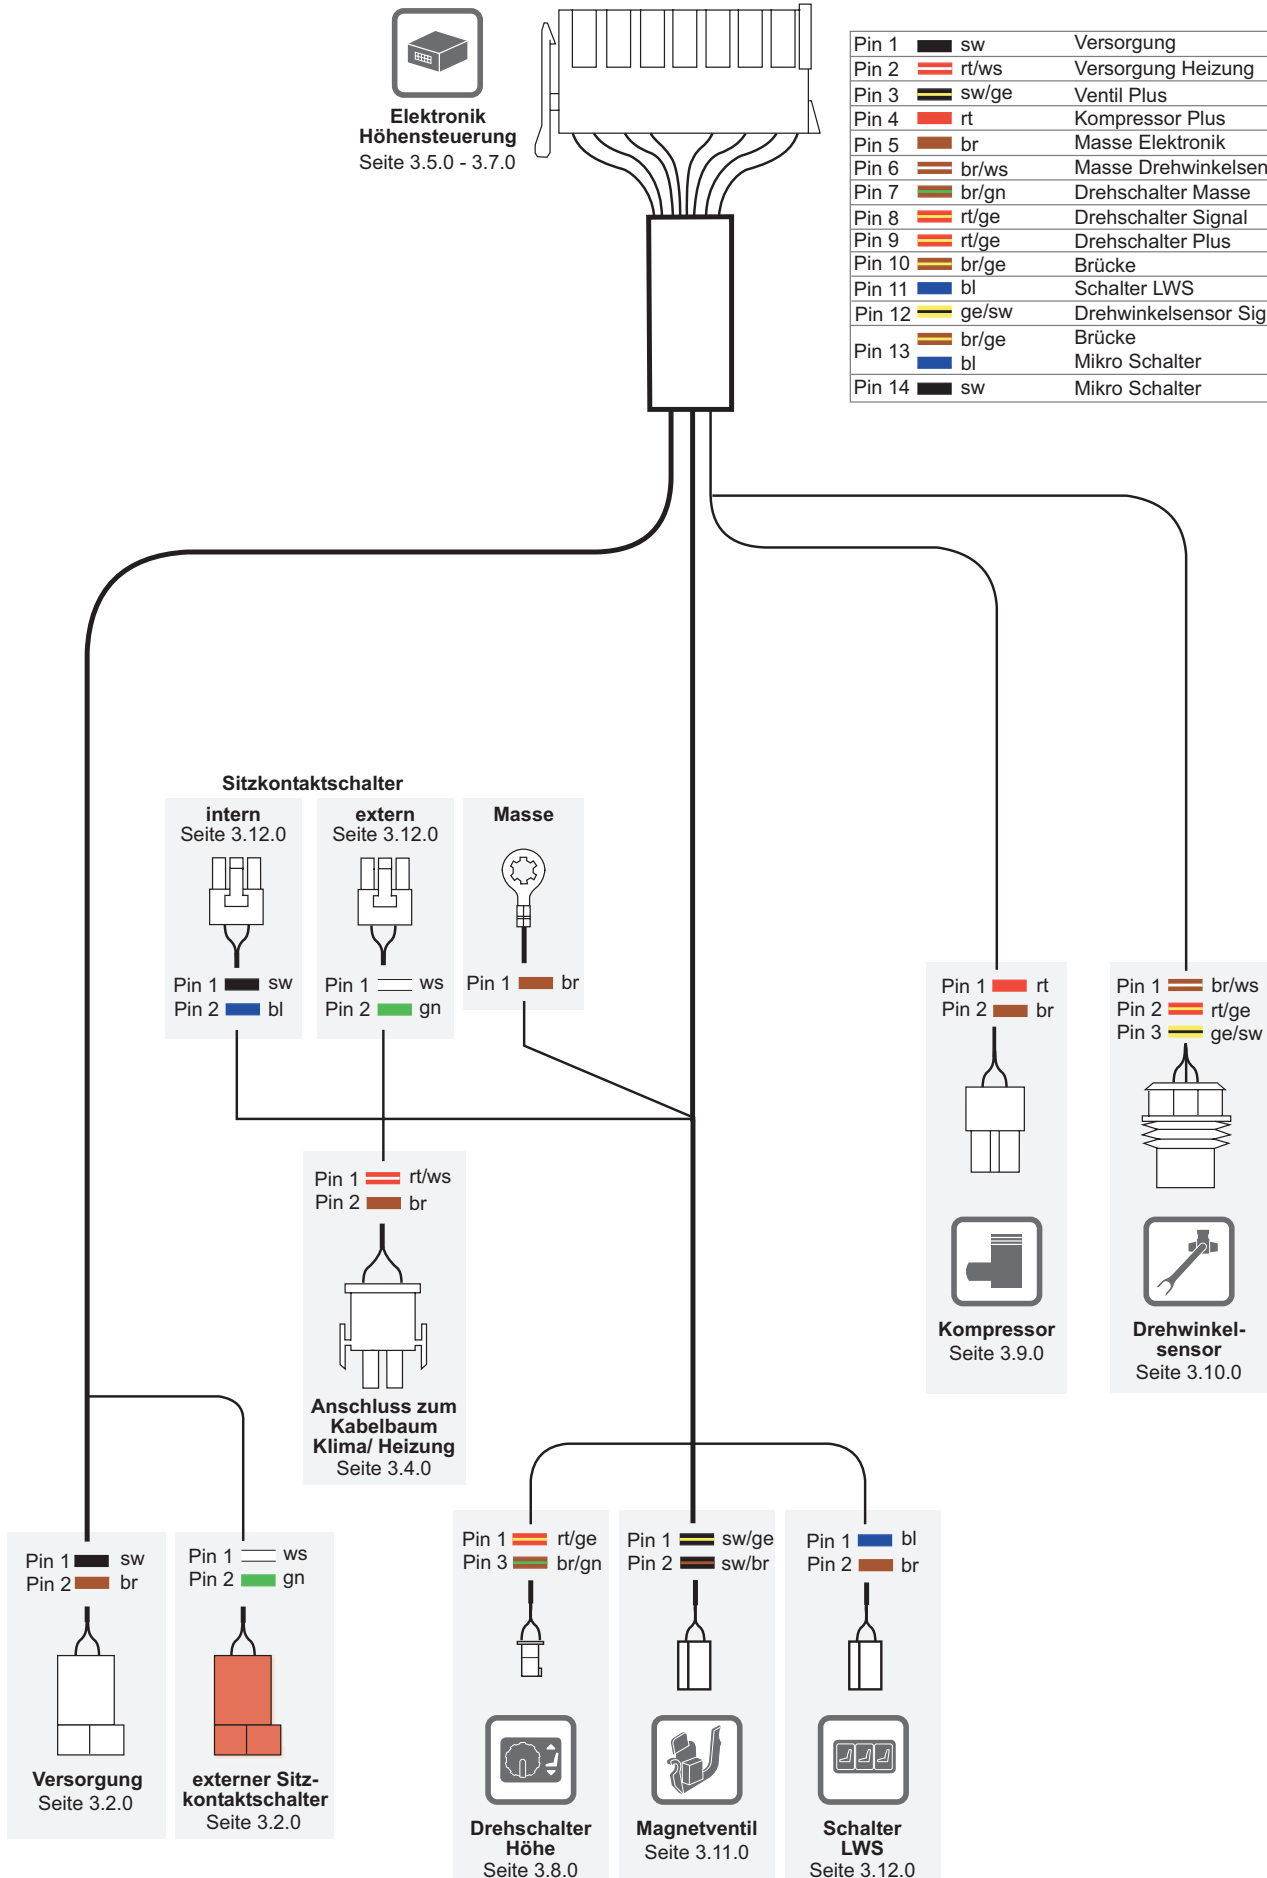 Elektronik
Höhensteuerung
Seite 3.5.0 - 3.7.0
Pin 1 sw Versorgung
Pin 2 rt/ws Versorgung Heizung
Pin 3 sw/ge Ventil Plus
Pin 4 rt Kompressor Plus
Pin 5 br Masse Elektronik
Pin 6 br/ws Masse Drehwinkelsen
Pin 7 br/gn Drehschalter Masse
Pin 8 rt/ge Drehschalter Signal
Pin 9 rt/ge Drehschalter Plus
Pin 10 br/ge Brücke
Pin 11 bl Schalter LWS
Pin 12 ge/sw Drehwinkelsensor Sig
Pin 13 br/ge Brücke
bl Mikro Schalter
Pin 14 sw Mikro Schalter
Sitzkontaktschalter
intern
Seite 3.12.0
Pin 1 sw
Pin 2 bl
extern
Seite 3.12.0
Pin 1 ws
Pin 2 gn
Masse
Pin 1 br
Pin 1 rt
Pin 2 br
Kompressor
Seite 3.9.0
Pin 1 br/ws
Pin 2 rt/ge
Pin 3 ge/sw
Drehwinkel-
sensor
Seite 3.10.0
Pin 1 rt/ws
Pin 2 br
Anschluss zum
Kabelbaum
Klima/ Heizung
Seite 3.4.0
Pin 1 sw
Pin 2 br
Versorgung
Seite 3.2.0
Pin 1 ws
Pin 2 gn
externer Sitz-
kontaktschalter
Seite 3.2.0
Pin 1 rt/ge
Pin 3 br/gn
Drehschalter
Höhe
Seite 3.8.0
Pin 1 sw/ge
Pin 2 sw/br
Magnetventil
Seite 3.11.0
Pin 1 bl
Pin 2 br
Schalter
LWS
Seite 3.12.0